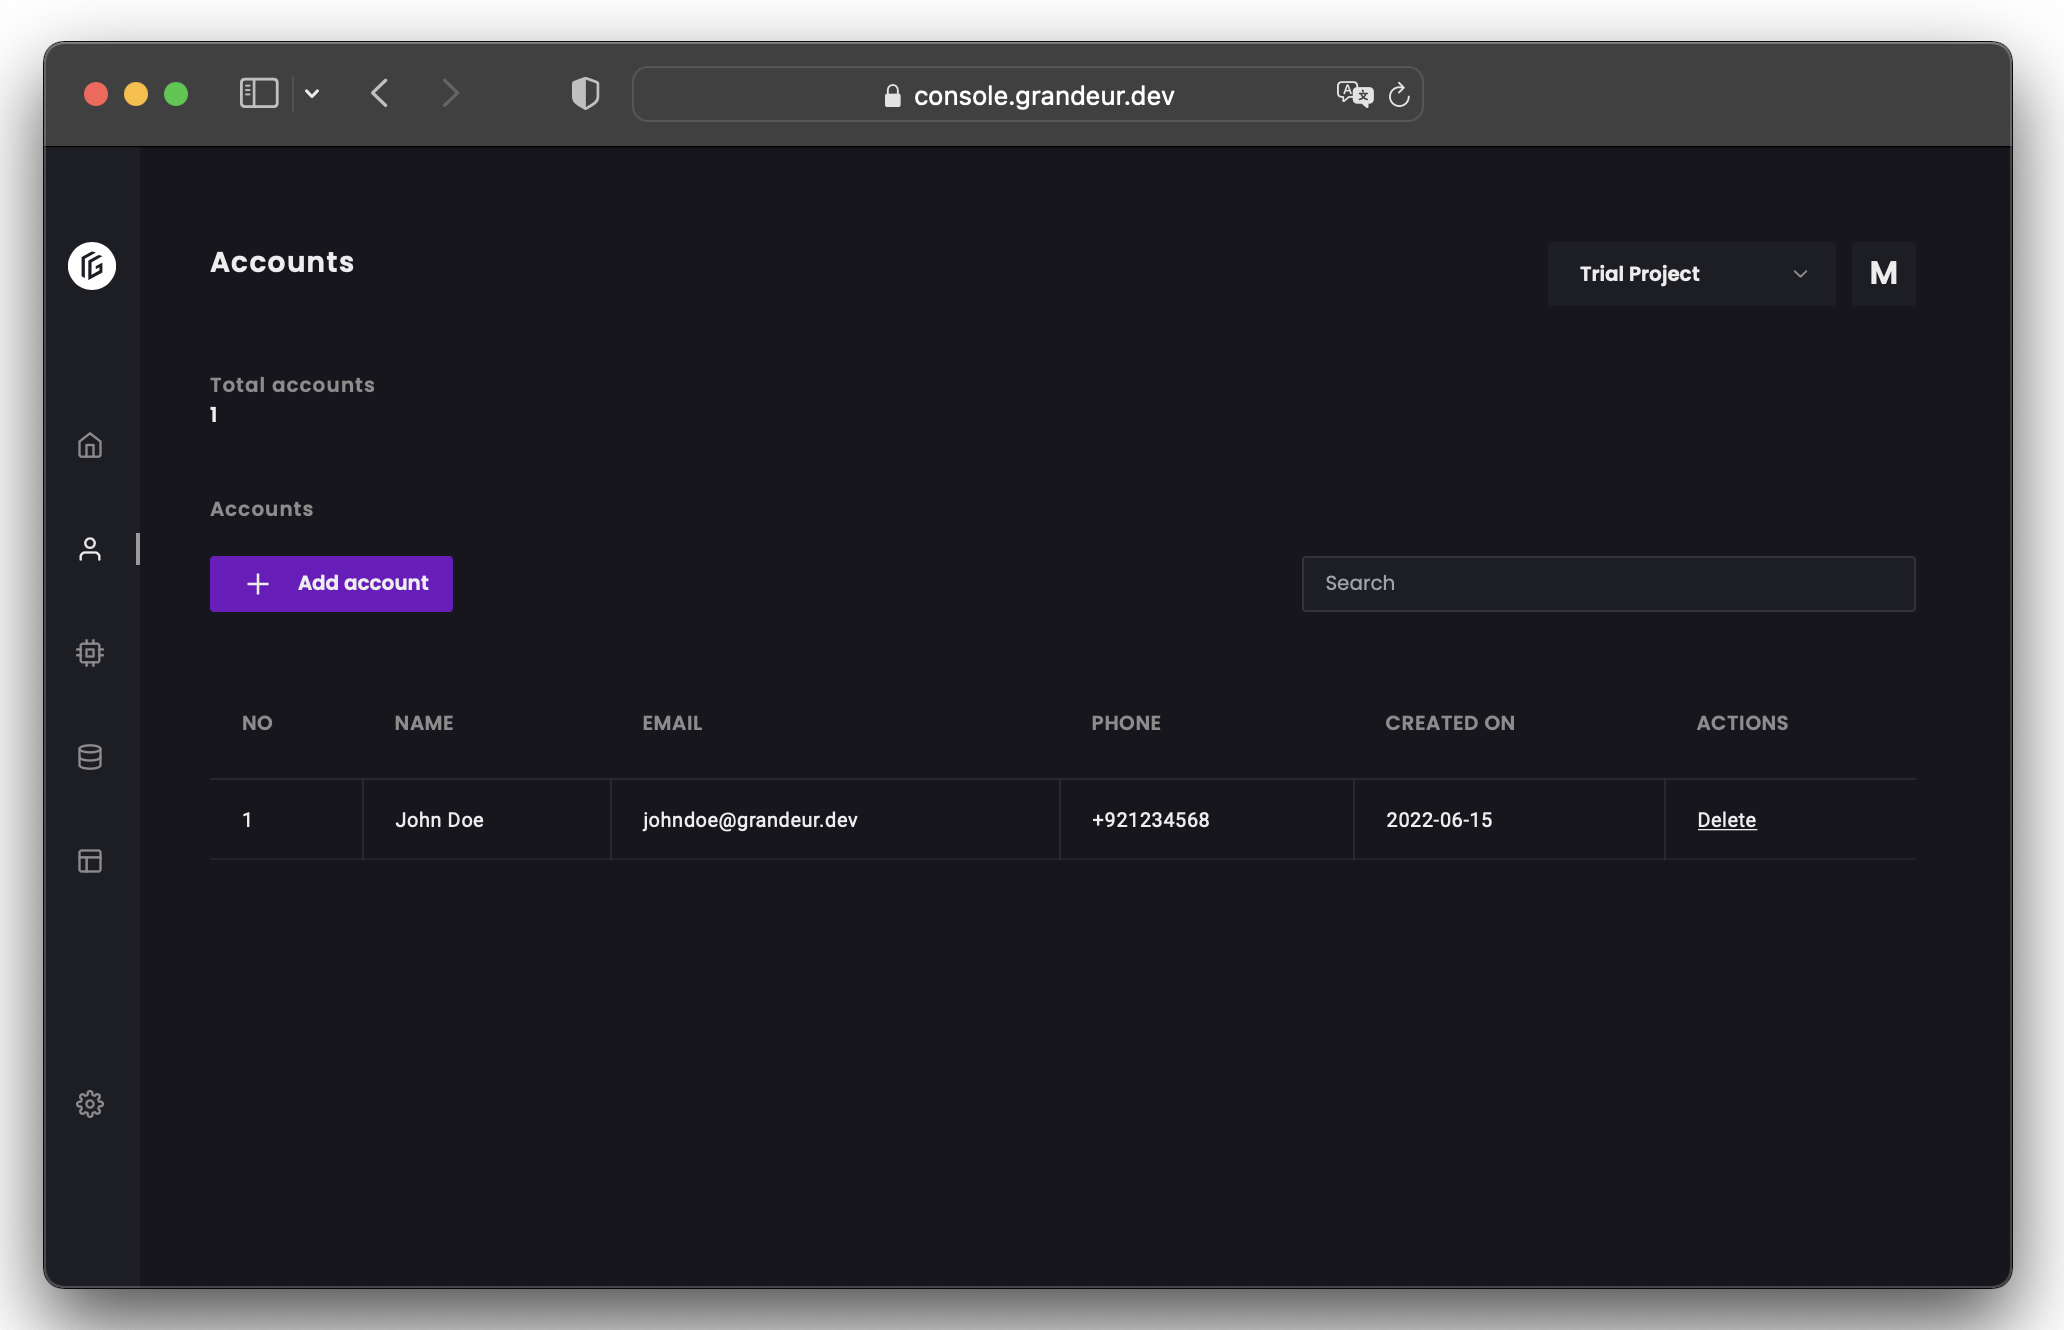 console.grandeur.dev
Accounts
Trial Project
M
Total accounts
1
Accounts
Add account
Search
NO NAME EMAIL PHONE CREATED ON ACTIONS
1 John Doe johndoe@grandeur.dev +921234568 2022-06-15 Delete